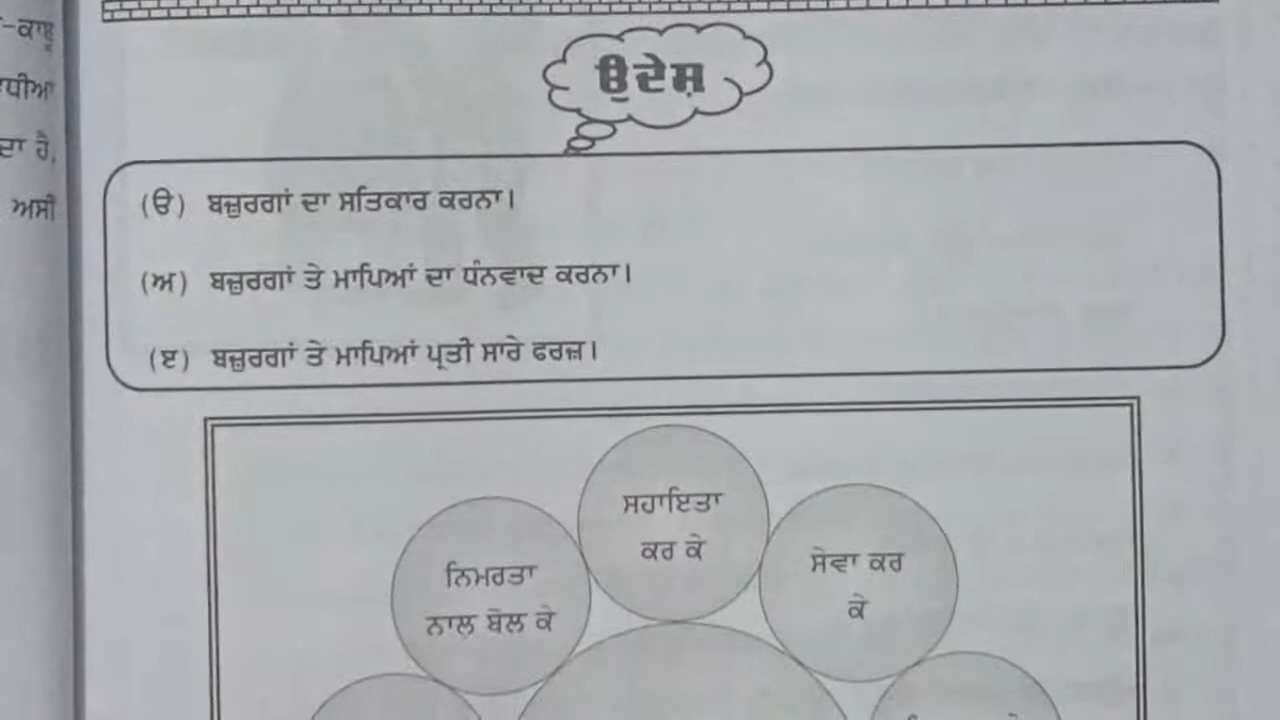 ਅਸੀਂ
ਦਾ ਹੈ,
ਉਦੇਸ਼
(ੳ) ਬਜ਼ੁਰਗਾਂ ਦਾ ਸਤਿਕਾਰ ਕਰਨਾ।
(ਅ) ਬਜ਼ੁਰਗਾਂ ਤੇ ਮਾਪਿਆਂ ਦਾ ਧੰਨਵਾਦ ਕਰਨਾ।
(ੲ) ਬਜ਼ੁਰਗਾਂ ਤੇ ਮਾਪਿਆਂ ਪ੍ਰਤੀ ਸਾਰੇ ਫਰਜ਼।
ਸਹਾਇਤਾ
ਕਰ ਕੇ
ਨਿਮਰਤਾ
ਨਾਲ ਬੋਲ ਕੇ
ਸੇਵਾ ਕਰ
ਕੇ